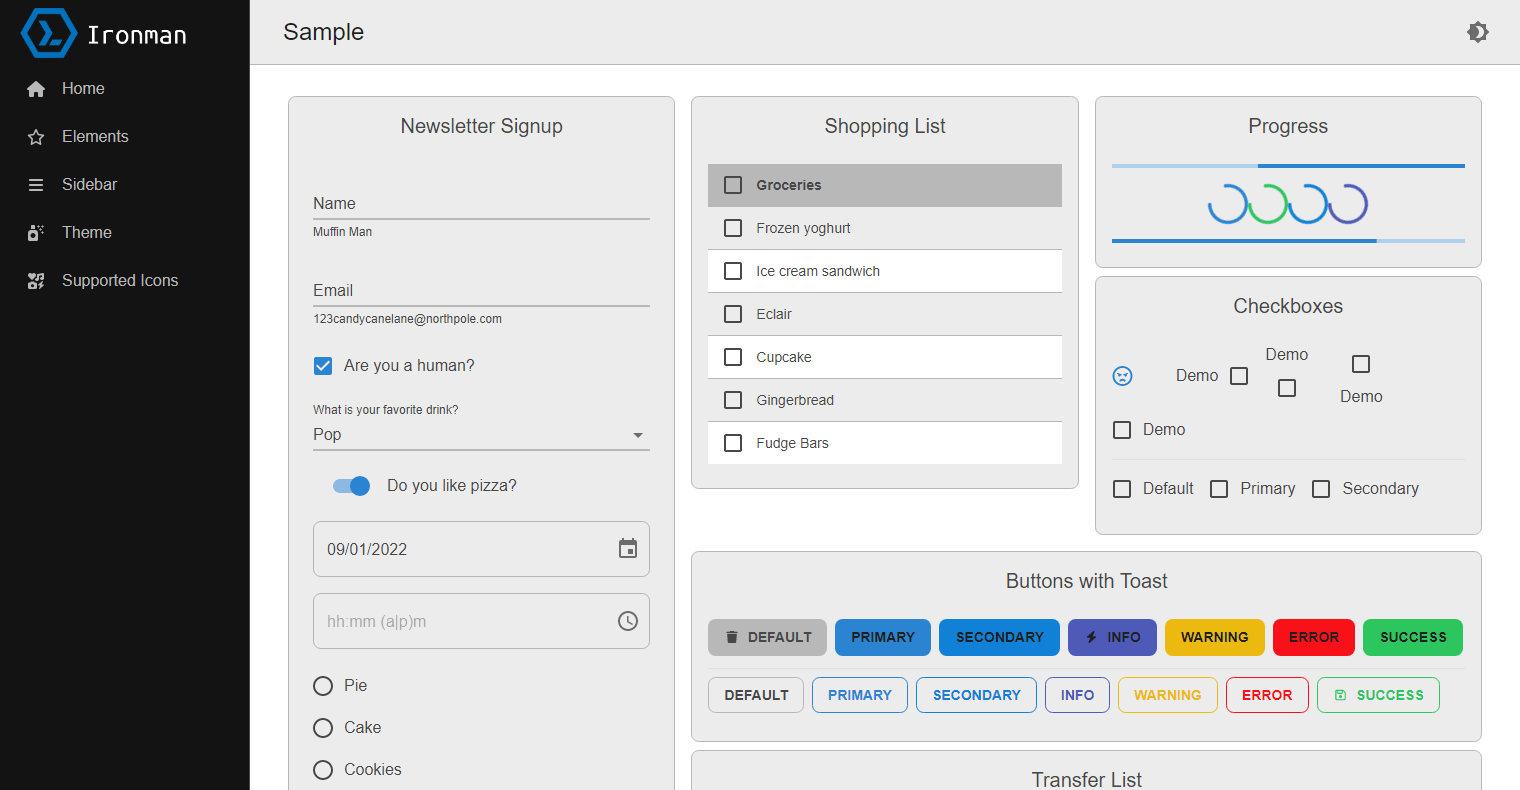 Ironman
Home
Elements
Sidebar
Theme
Supported Icons
Sample
Newsletter Signup
Name
Muffin Man
Email
123candycanelane@northpole.com
Are you a human?
What is your favorite drink?
Pop
Do you like pizza?
09/01/2022
hh:mm (a|p)m
Pie
Cake
Cookies
Shopping List
Groceries
Frozen yoghurt
Ice cream sandwich
Eclair
Cupcake
Gingerbread
Fudge Bars
Progress
Checkboxes
Demo
Demo
Demo
Demo
Default Primary Secondary
Buttons with Toast
DEFAULT PRIMARY SECONDARY INFO WARNING ERROR SUCCESS
DEFAULT PRIMARY SECONDARY INFO WARNING ERROR SUCCESS
Transfer List